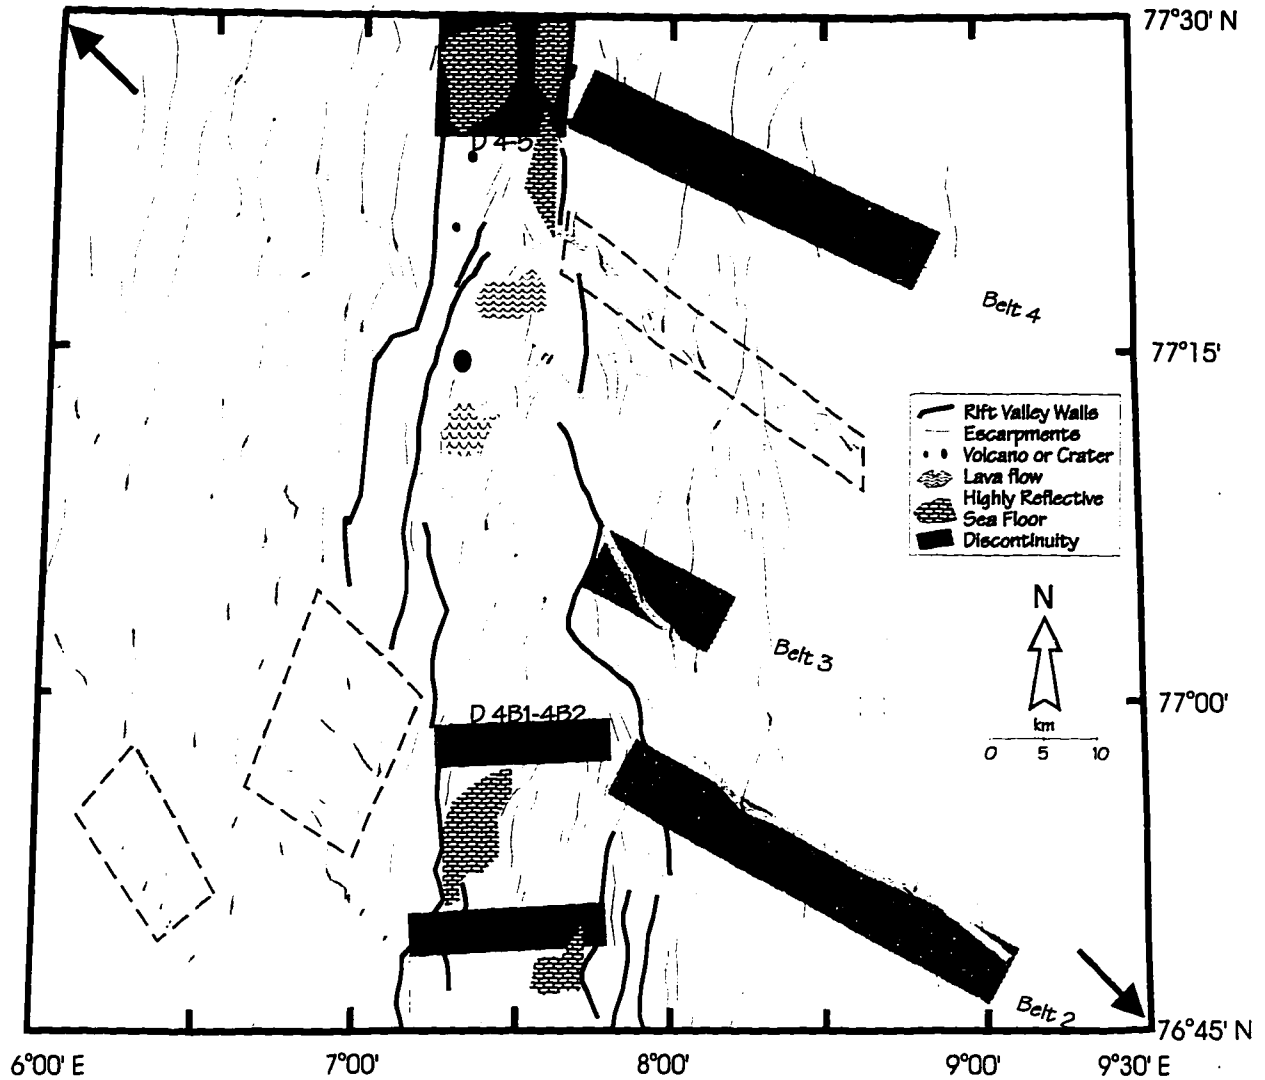 77°30' N
D 4-5
Belt 4
77°15'
Rift Valley Walls
Escarpments
Volcano or Crater
Lava flow
Highly Reflective
Sea Floor
Discontinuity
N
Belt 3
77°00'
D 4B1-4B2
km
0 5 10
Belt 2
76°45' N
6°00' E 7°00' 8°00' 9°00' 9°30' E